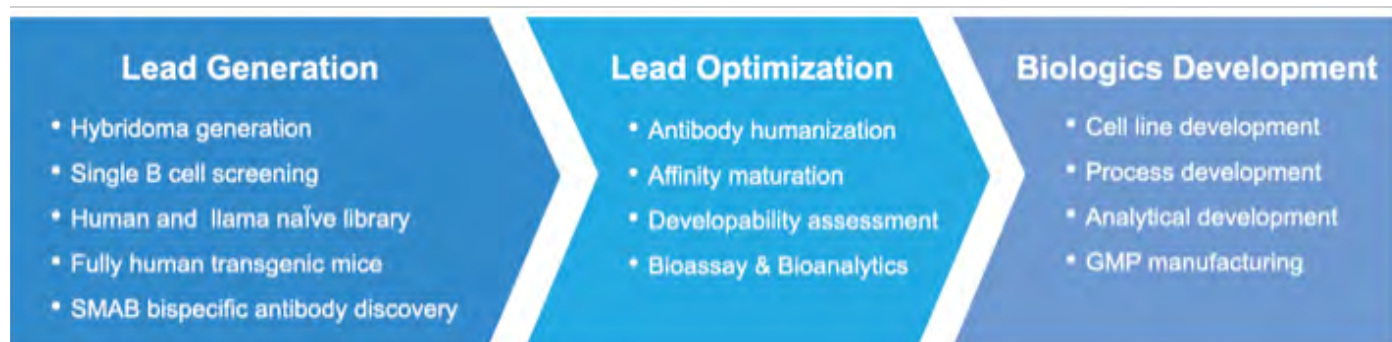 Lead Generation
• Hybridoma generation
• Single B cell screening
• Human and llama naïve library
• Fully human transgenic mice
• SMAB bispecific antibody discovery
Lead Optimization
• Antibody humanization
• Affinity maturation
• Developability assessment
• Bioassay & Bioanalytics
Biologics Development
• Cell line development
• Process development
• Analytical development
• GMP manufacturing